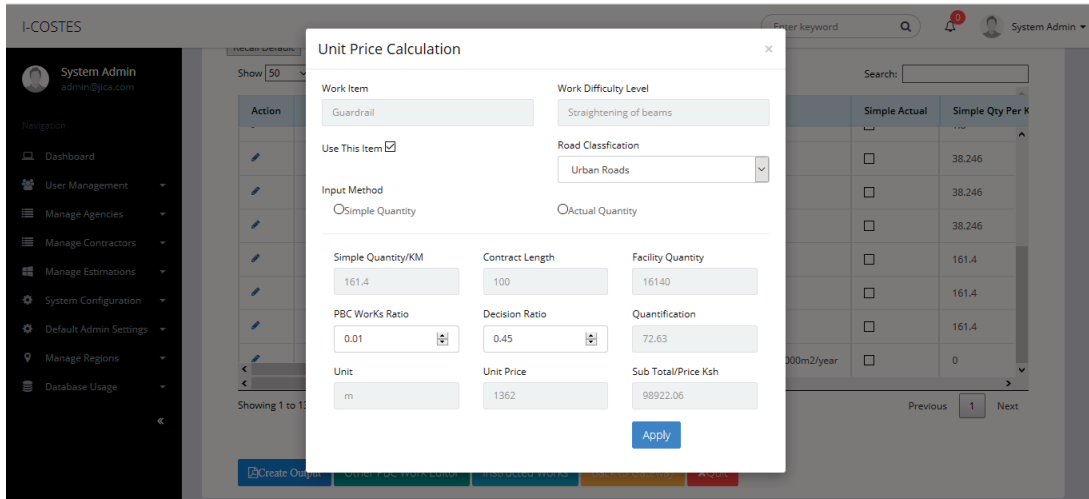 I-COSTES
Enter keyword
0
System Admin
System Admin
admin@jica.com
Navigation
Dashboard
User Management
Manage Agencies
Manage Contractors
Manage Estimations
System Configuration
Default Admin Settings
Manage Regions
Database Usage
«
Recall Default
Show 50
Search:
Action
Simple Actual
Simple Qty Per K
38.246
38.246
38.246
161.4
161.4
161.4
000m2/year
0
Showing 1 to 13
Previous 1 Next
Create Output
Unit Price Calculation
×
Work Item
Work Difficulty Level
Guardrail
Straightening of beams
Use This Item
Road Classfication
Urban Roads
Input Method
Simple Quantity
Actual Quantity
Simple Quantity/KM
Contract Length
Facility Quantity
161.4
100
16140
PBC WorKs Ratio
Decision Ratio
Quantification
0.01
0.45
72.63
Unit
Unit Price
Sub Total/Price Ksh
m
1362
98922.06
Apply